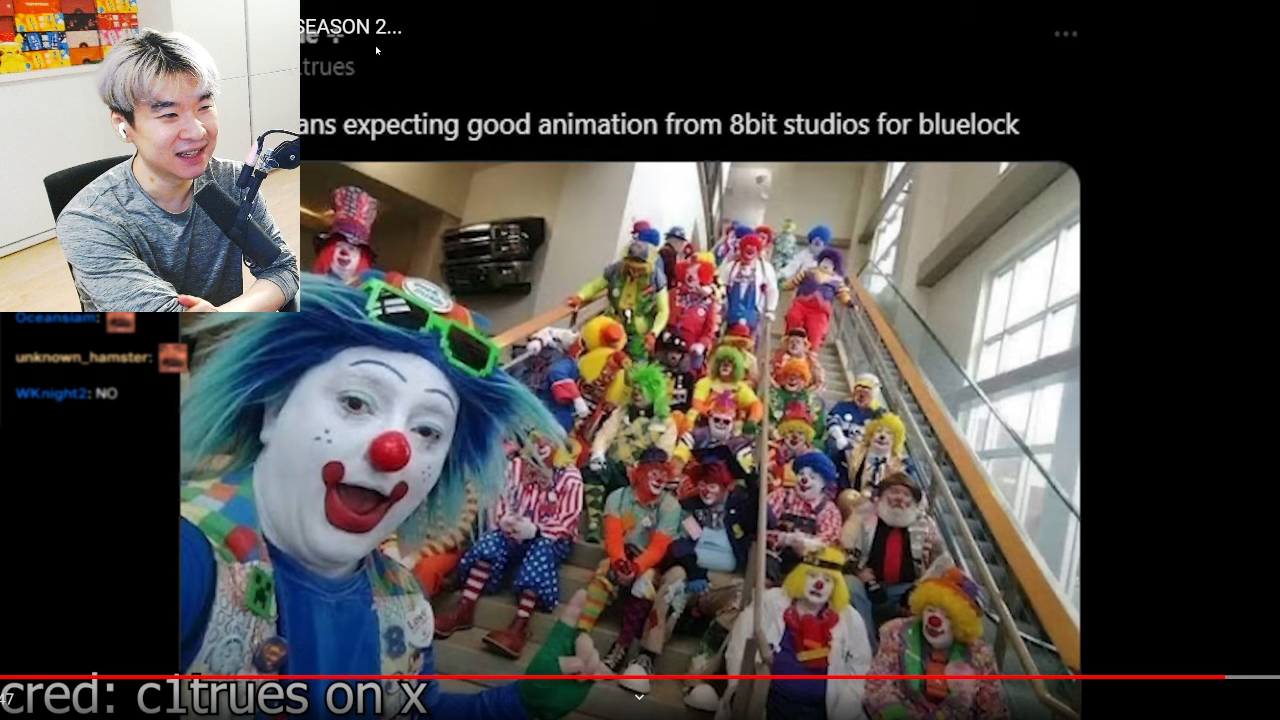 SEASON 2...
ltrues
ans expecting good animation from 8bit studios for bluelock
Oceansiam:
unknown_hamster:
WKnight2: NO
cred: c1trues on x